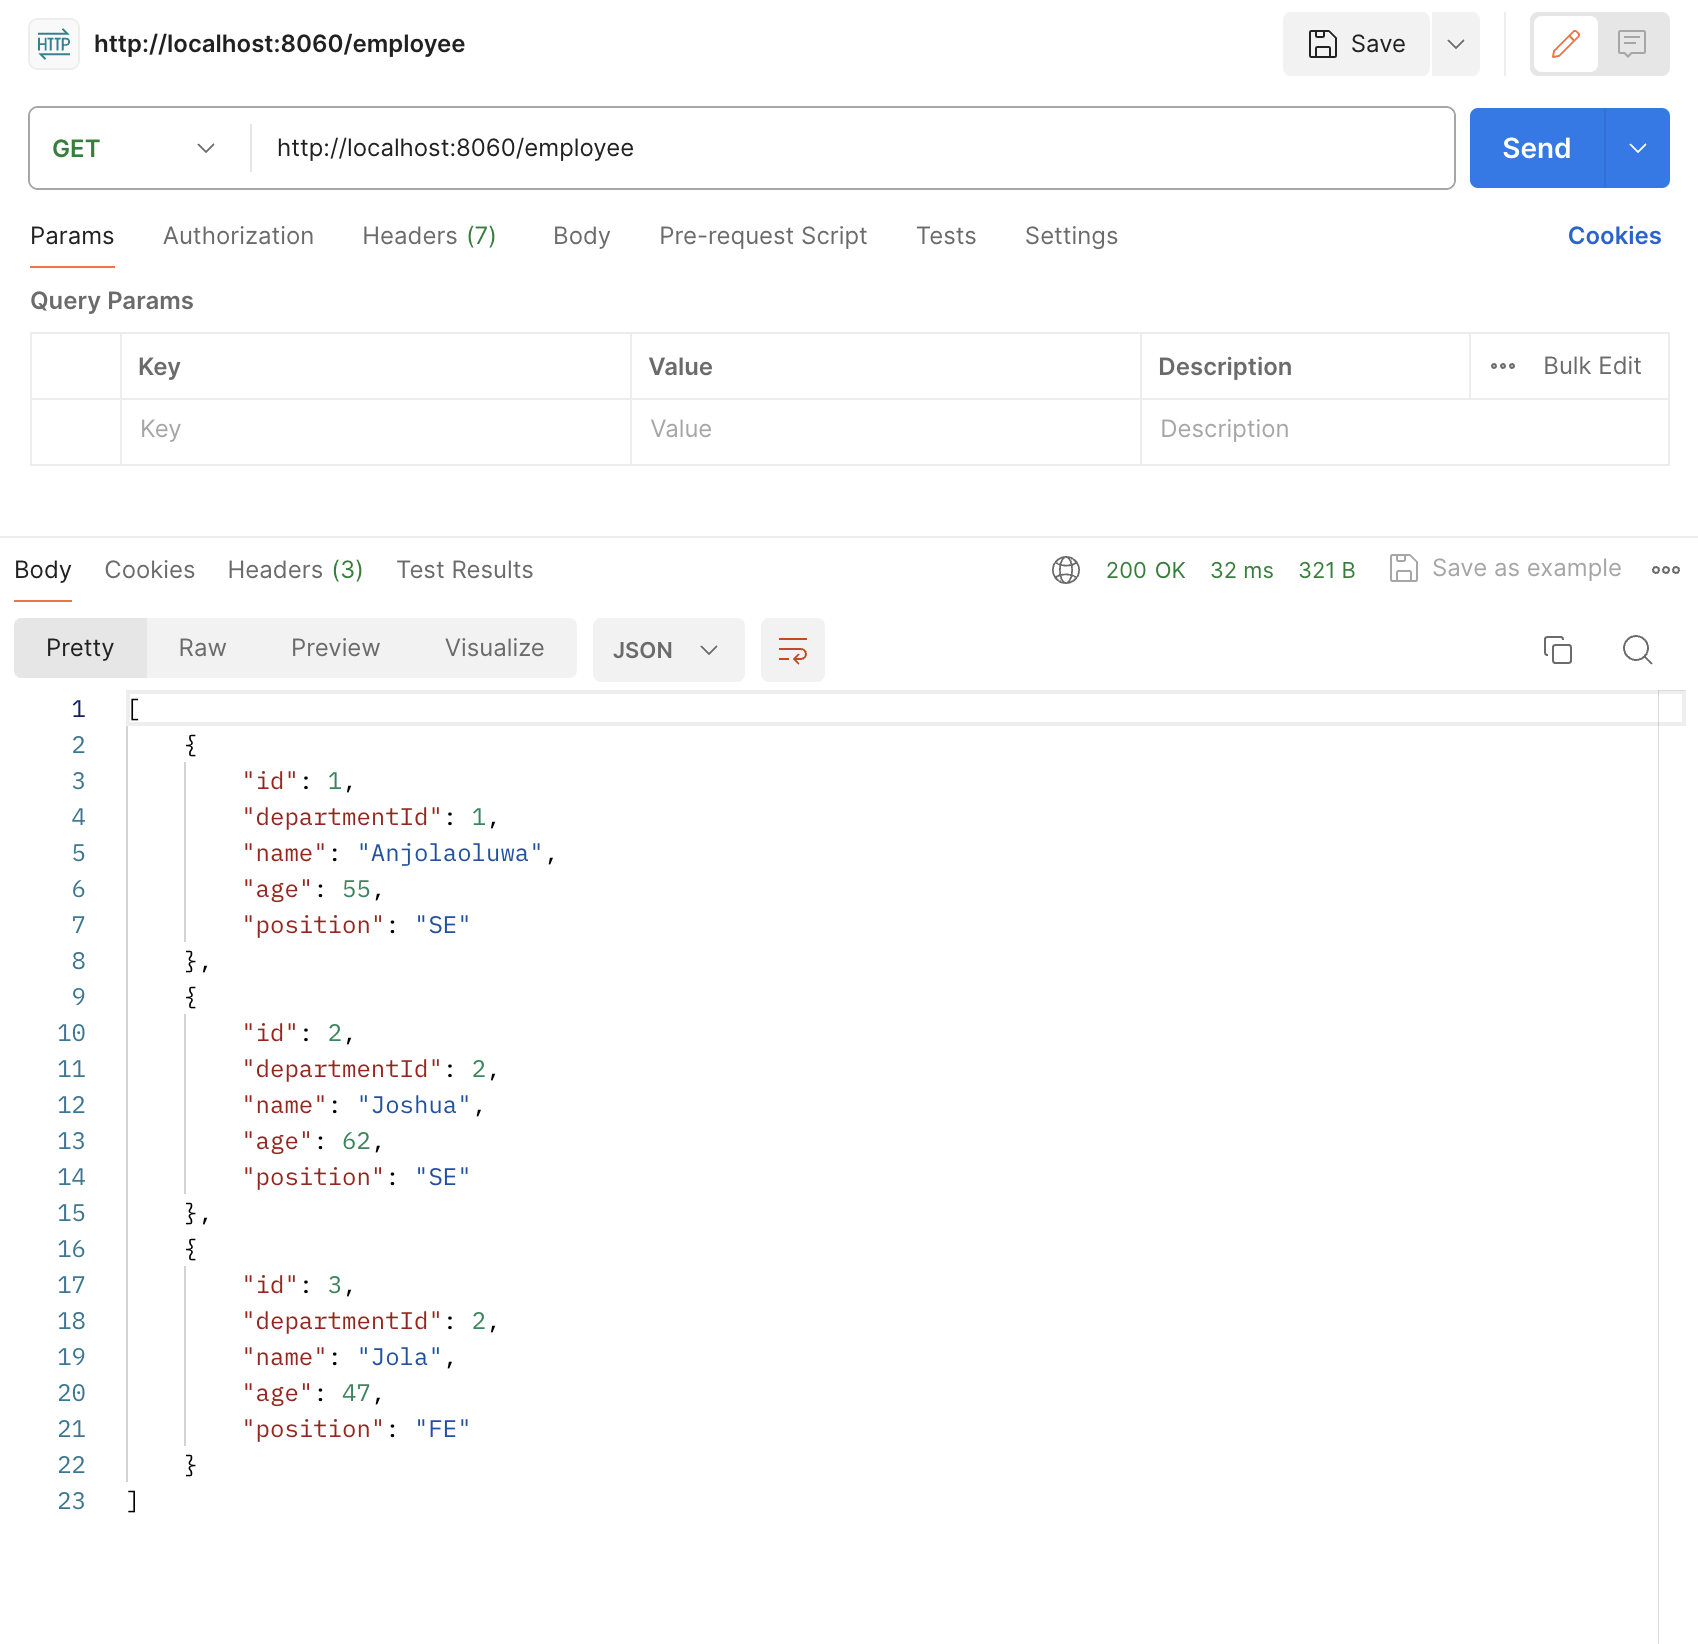 HTTP http://localhost:8060/employee Save
GET http://localhost:8060/employee Send
Params Authorization Headers (7) Body Pre-request Script Tests Settings Cookies
Query Params
Key Value Description Bulk Edit
Key Value Description
Body Cookies Headers (3) Test Results 200 OK 32 ms 321 B Save as example
Pretty Raw Preview Visualize JSON
1 [
2 {
3 "id": 1,
4 "departmentId": 1,
5 "name": "Anjolaoluwa",
6 "age": 55,
7 "position": "SE"
8 },
9 {
10 "id": 2,
11 "departmentId": 2,
12 "name": "Joshua",
13 "age": 62,
14 "position": "SE"
15 },
16 {
17 "id": 3,
18 "departmentId": 2,
19 "name": "Jola",
20 "age": 47,
21 "position": "FE"
22 }
23 ]